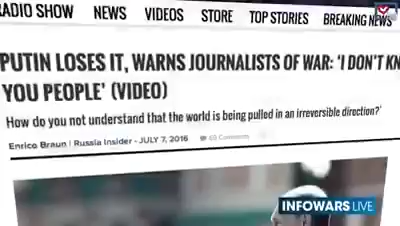 RADIO SHOW NEWS VIDEOS STORE TOP STORIES BREAKING NEWS
PUTIN LOSES IT, WARNS JOURNALISTS OF WAR: ‘I DON’T KN
YOU PEOPLE’ (VIDEO)
How do you not understand that the world is being pulled in an irreversible direction?’
Enrico Braun | Russia Insider - JULY 7, 2016 Comments
INFOWARS LIVE